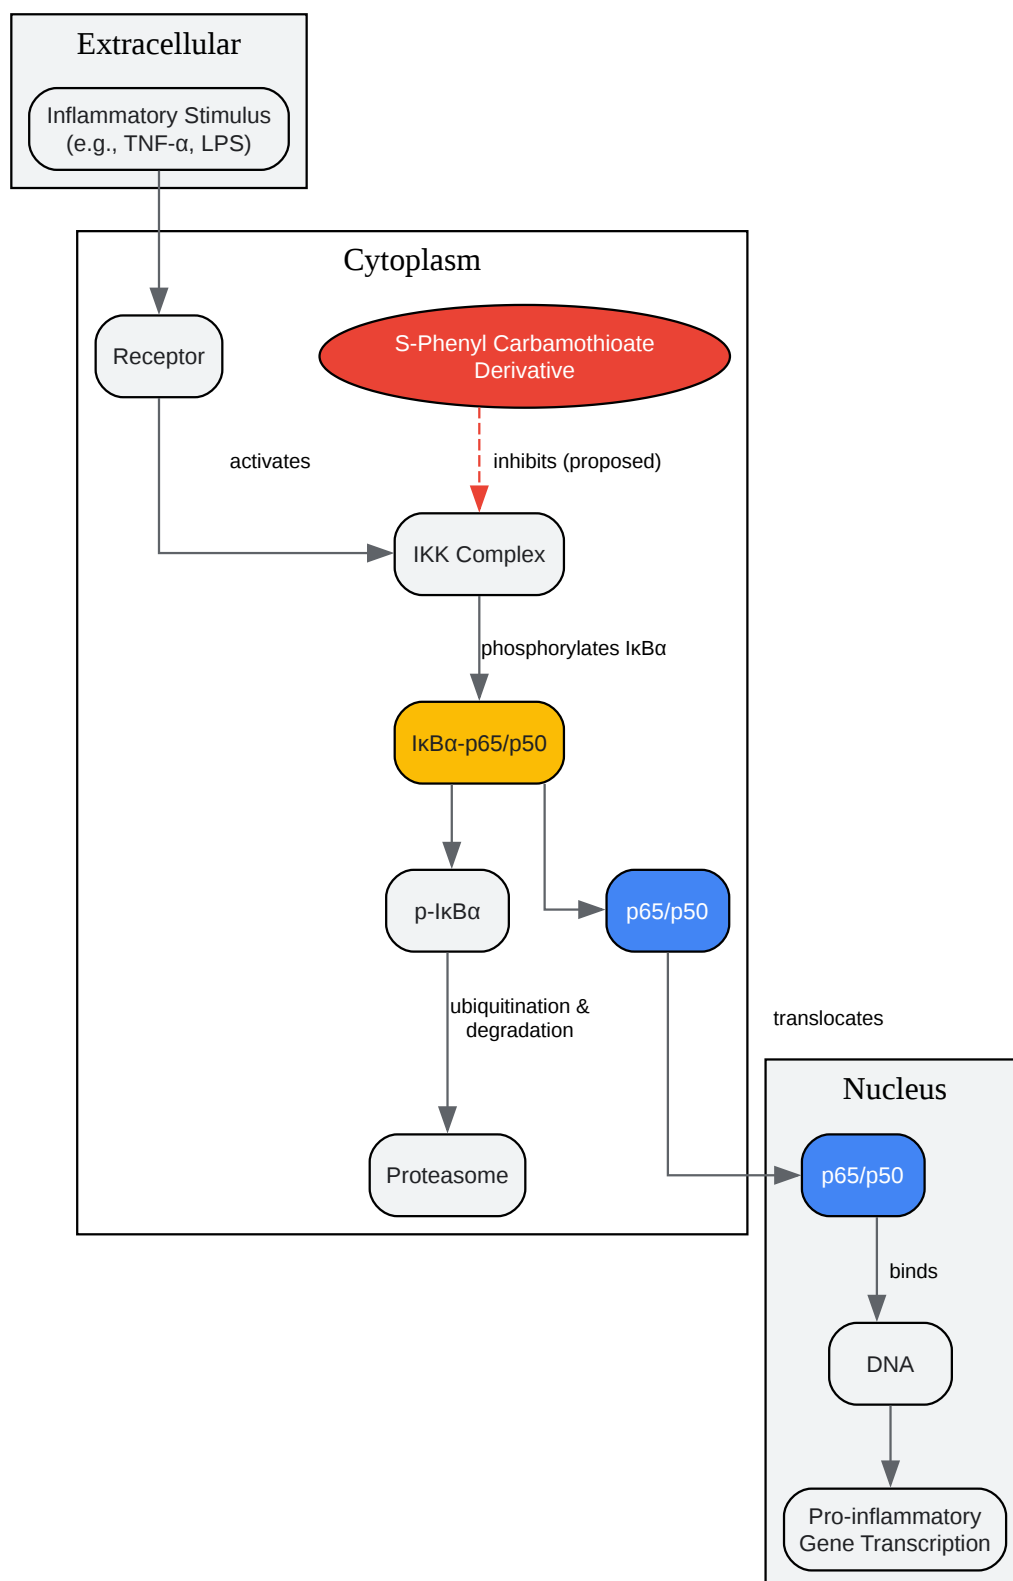 Extracellular
Inflammatory Stimulus
(e.g., TNF-α, LPS)
Cytoplasm
Receptor
S-Phenyl Carbamothioate
Derivative
activates
inhibits (proposed)
IKK Complex
phosphorylates IκBα
IκBα-p65/p50
p-IκBα
p65/p50
ubiquitination &
degradation
translocates
Nucleus
Proteasome
p65/p50
binds
DNA
Pro-inflammatory
Gene Transcription